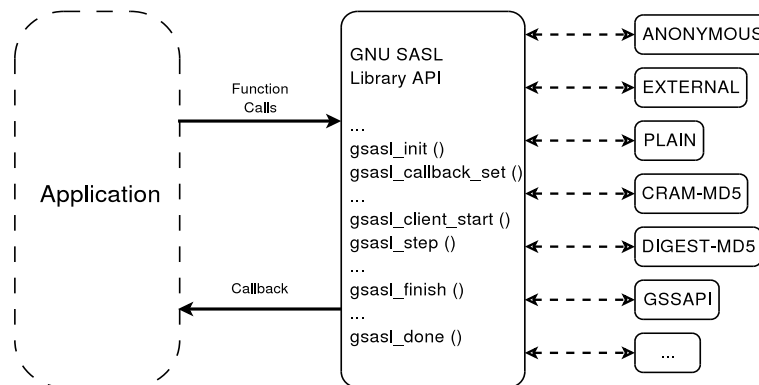 Application
Function
Calls
Callback
GNU SASL
Library API
...
gsasl_init ()
gsasl_callback_set ()
...
gsasl_client_start ()
gsasl_step ()
...
gsasl_finish ()
...
gsasl_done ()
ANONYMOUS
EXTERNAL
PLAIN
CRAM-MD5
DIGEST-MD5
GSSAPI
...